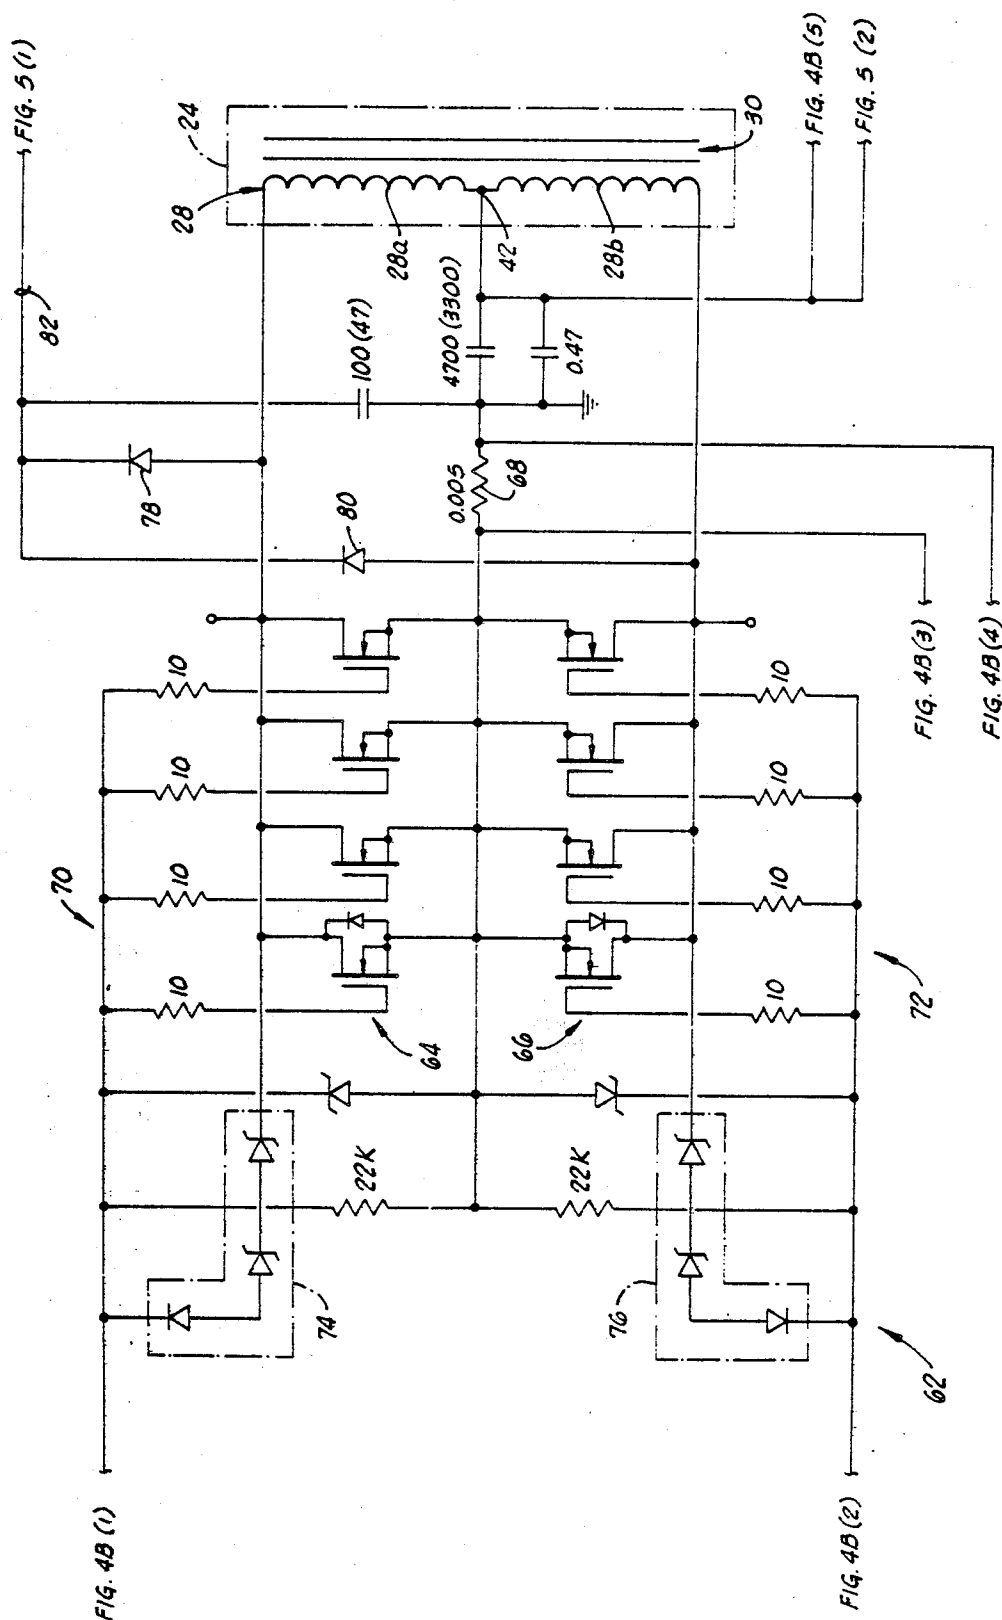 FIG. 5 (1)
82
70
FIG. 4B (1)
78
10
10
10
10
28
24
74
80
22K
100 (47)
28a
64
0.005
4700 (3300)
42
68
66
22K
0.47
76
28b
30
10
10
10
10
FIG. 4B (5)
FIG. 4B (2)
FIG. 5 (2)
72
FIG. 4B (3)
62
FIG. 4B (4)